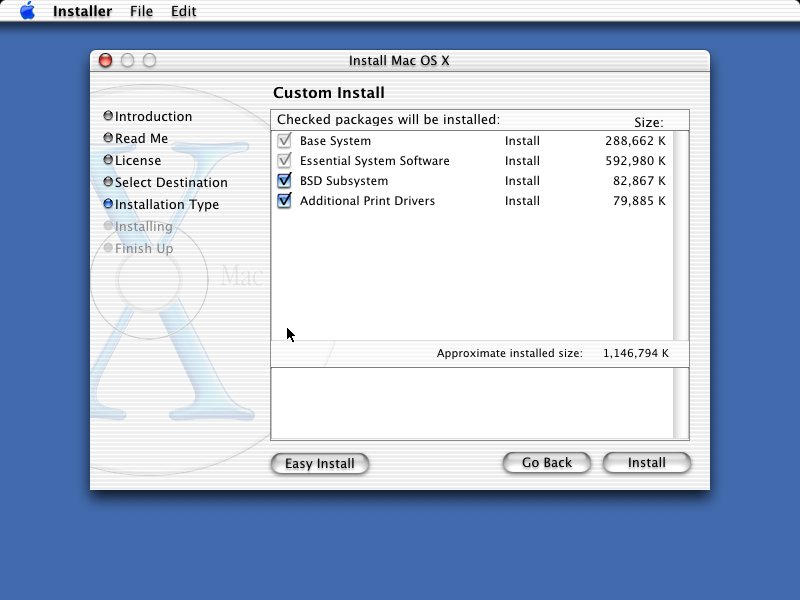 Installer File Edit
Install Mac OS X
Custom Install
Introduction
Read Me
License
Select Destination
Installation Type
Installing
Finish Up
Mac
Checked packages will be installed: Size:
Base System Install 288,662 K
Essential System Software Install 592,980 K
BSD Subsystem Install 82,867 K
Additional Print Drivers Install 79,885 K
Approximate installed size: 1,146,794 K
Easy Install Go Back Install